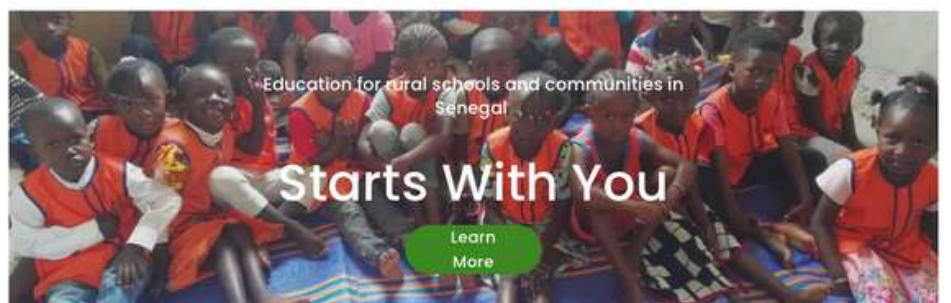 Education for rural schools and communities in
Senegal
Starts With You
Learn
More